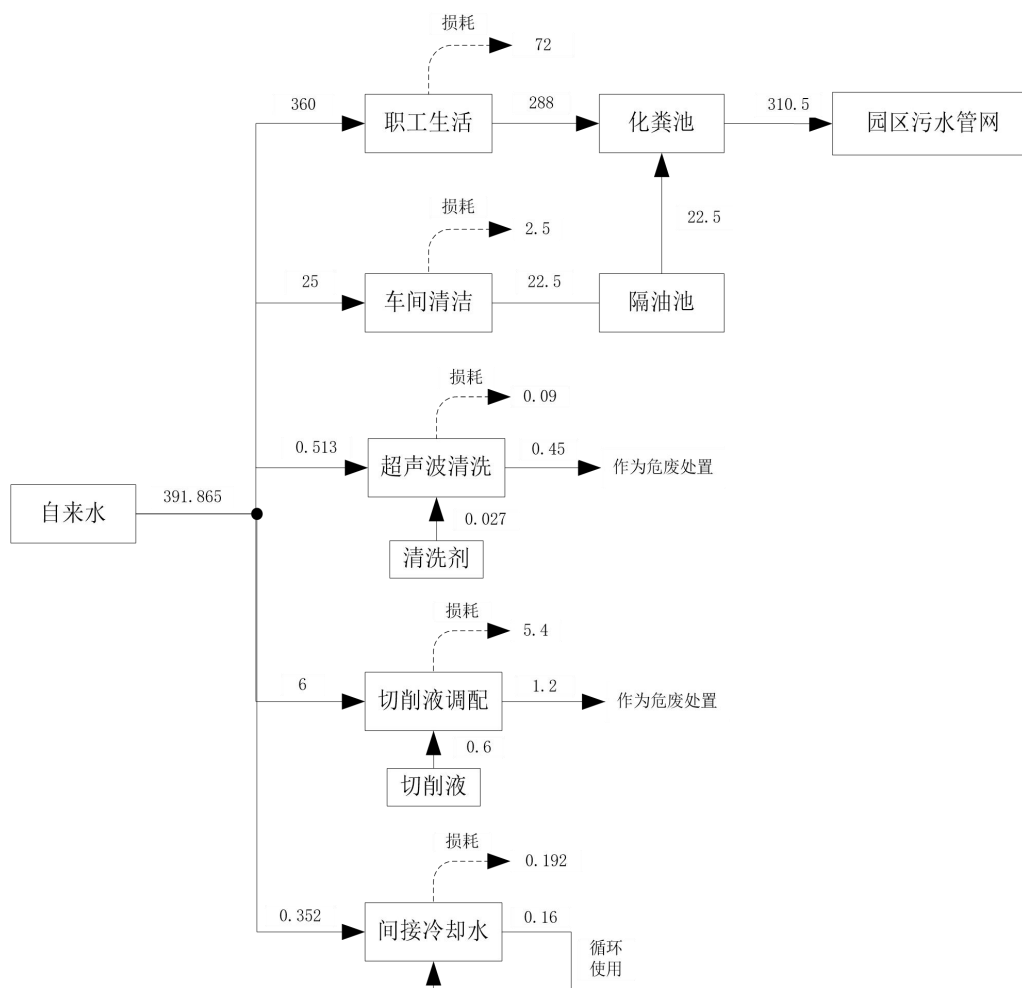 损耗
72
360
职工生活
288
化粪池
310.5
园区污水管网
损耗
2.5
22.5
25
车间清洁
22.5
隔油池
损耗
0.09
0.513
超声波清洗
0.45
作为危废处置
自来水
391.865
0.027
清洗剂
损耗
5.4
6
切削液调配
1.2
作为危废处置
0.6
切削液
损耗
0.192
0.352
间接冷却水
0.16
循环
使用